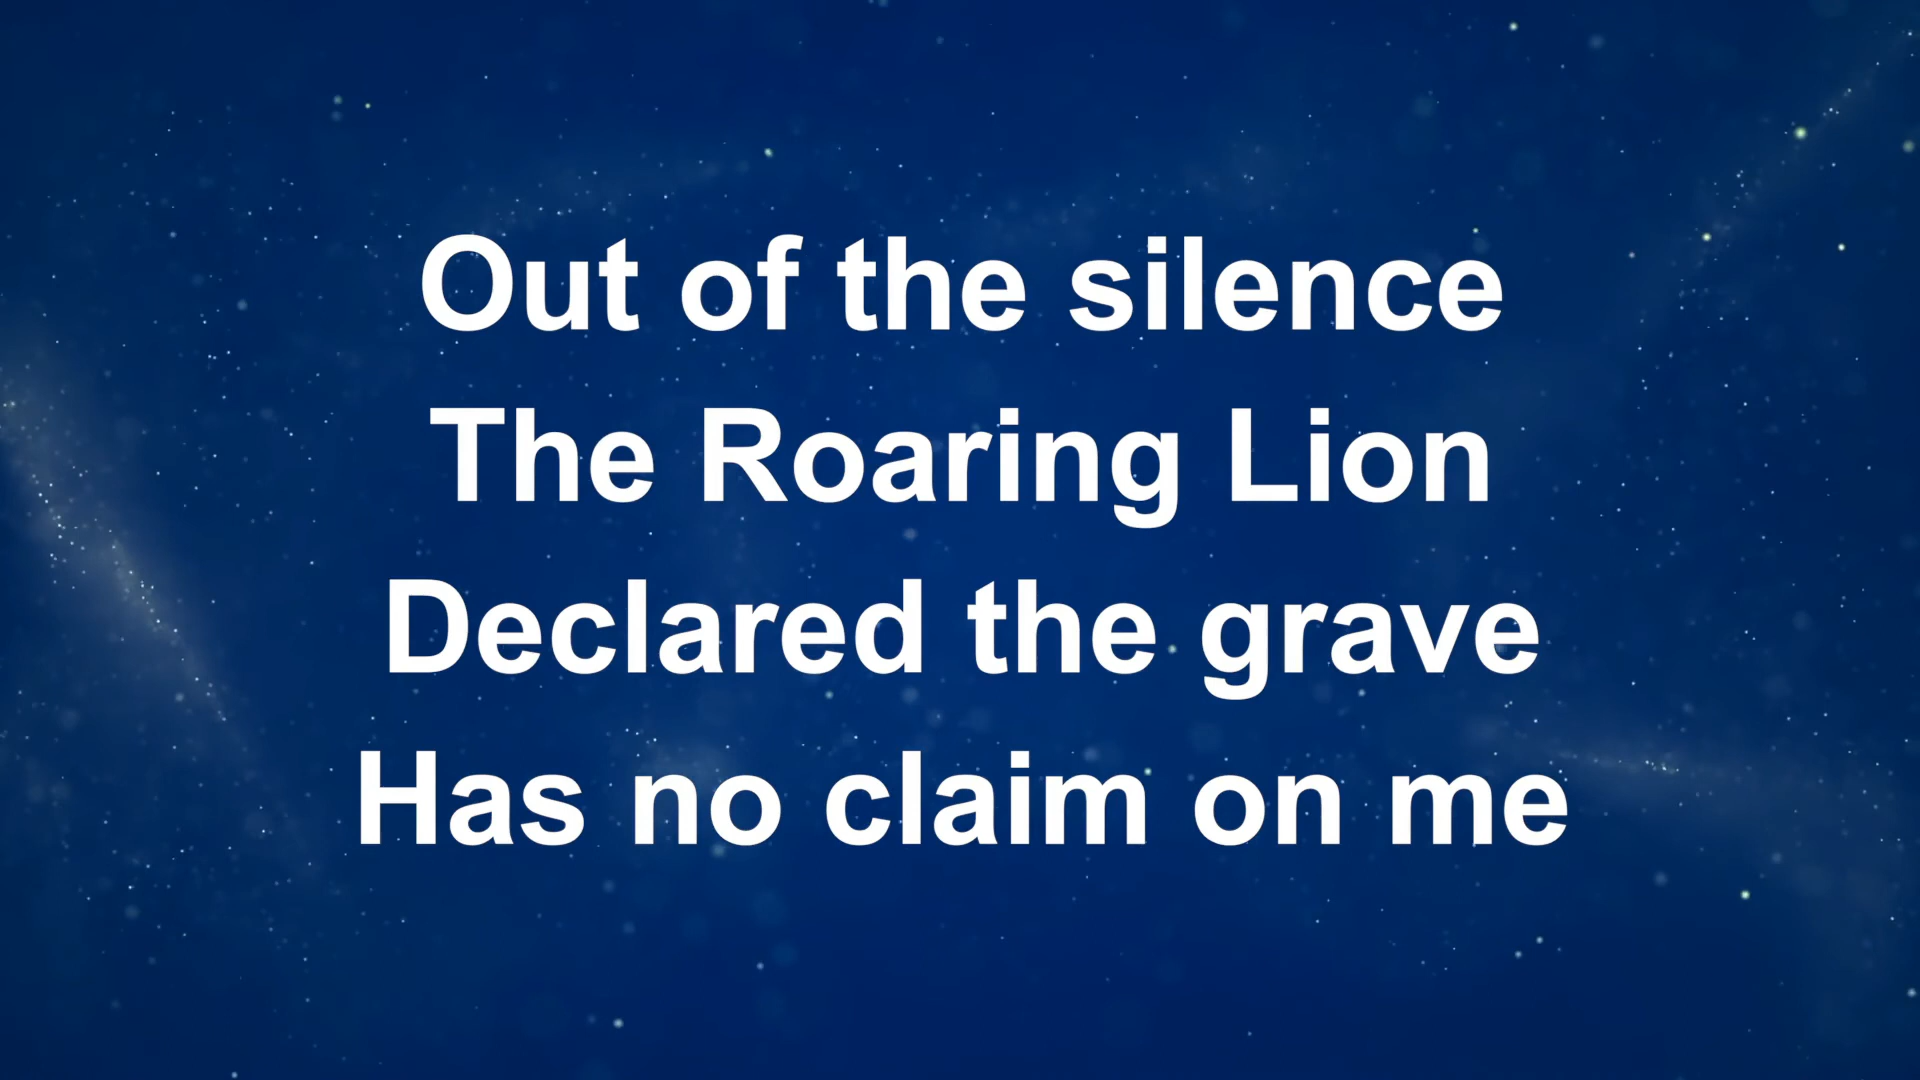 Out of the silence
The Roaring Lion
Declared the grave
Has no claim on me